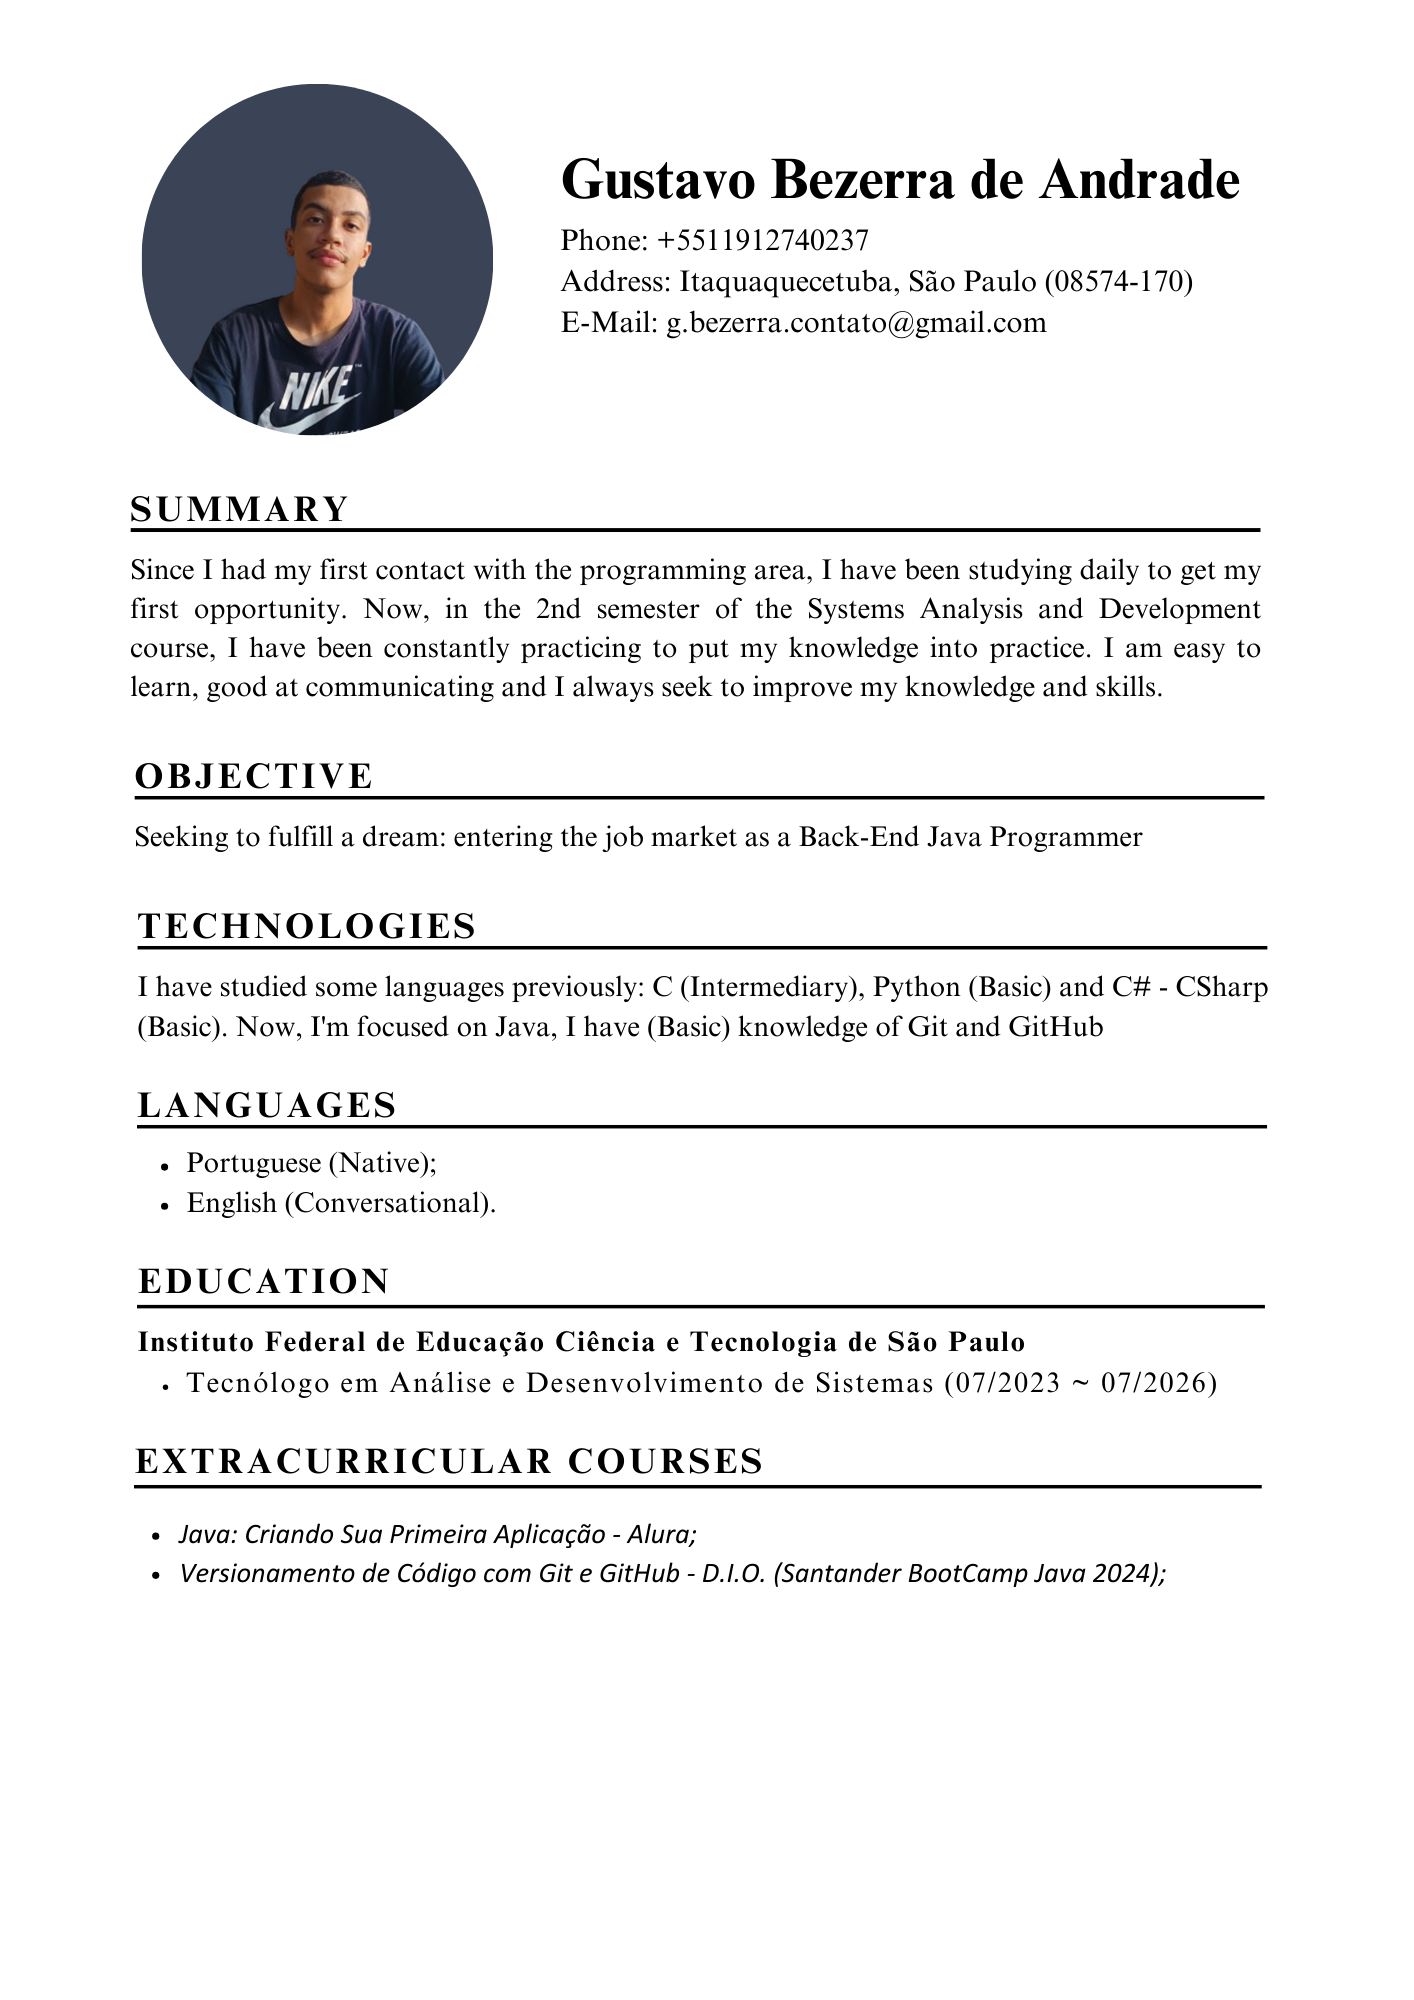 Gustavo Bezerra de Andrade
Phone: +5511912740237
Address: Itaquaquecetuba, São Paulo (08574-170)
E-Mail: g.bezerra.contato@gmail.com
NIKE
SUMMARY
Since I had my first contact with the programming area, I have been studying daily to get my
first opportunity. Now, in the 2nd semester of the Systems Analysis and Development
course, I have been constantly practicing to put my knowledge into practice. I am easy to
learn, good at communicating and I always seek to improve my knowledge and skills.
OBJECTIVE
Seeking to fulfill a dream: entering the job market as a Back-End Java Programmer
TECHNOLOGIES
I have studied some languages previously: C (Intermediary), Python (Basic) and C# - CSharp
(Basic). Now, I'm focused on Java, I have (Basic) knowledge of Git and GitHub
LANGUAGES
• Portuguese (Native);
• English (Conversational).
EDUCATION
Instituto Federal de Educação Ciência e Tecnologia de São Paulo
• Tecnólogo em Análise e Desenvolvimento de Sistemas (07/2023 ~ 07/2026)
EXTRACURRICULAR COURSES
• Java: Criando Sua Primeira Aplicação - Alura;
• Versionamento de Código com Git e GitHub - D.I.O. (Santander BootCamp Java 2024);